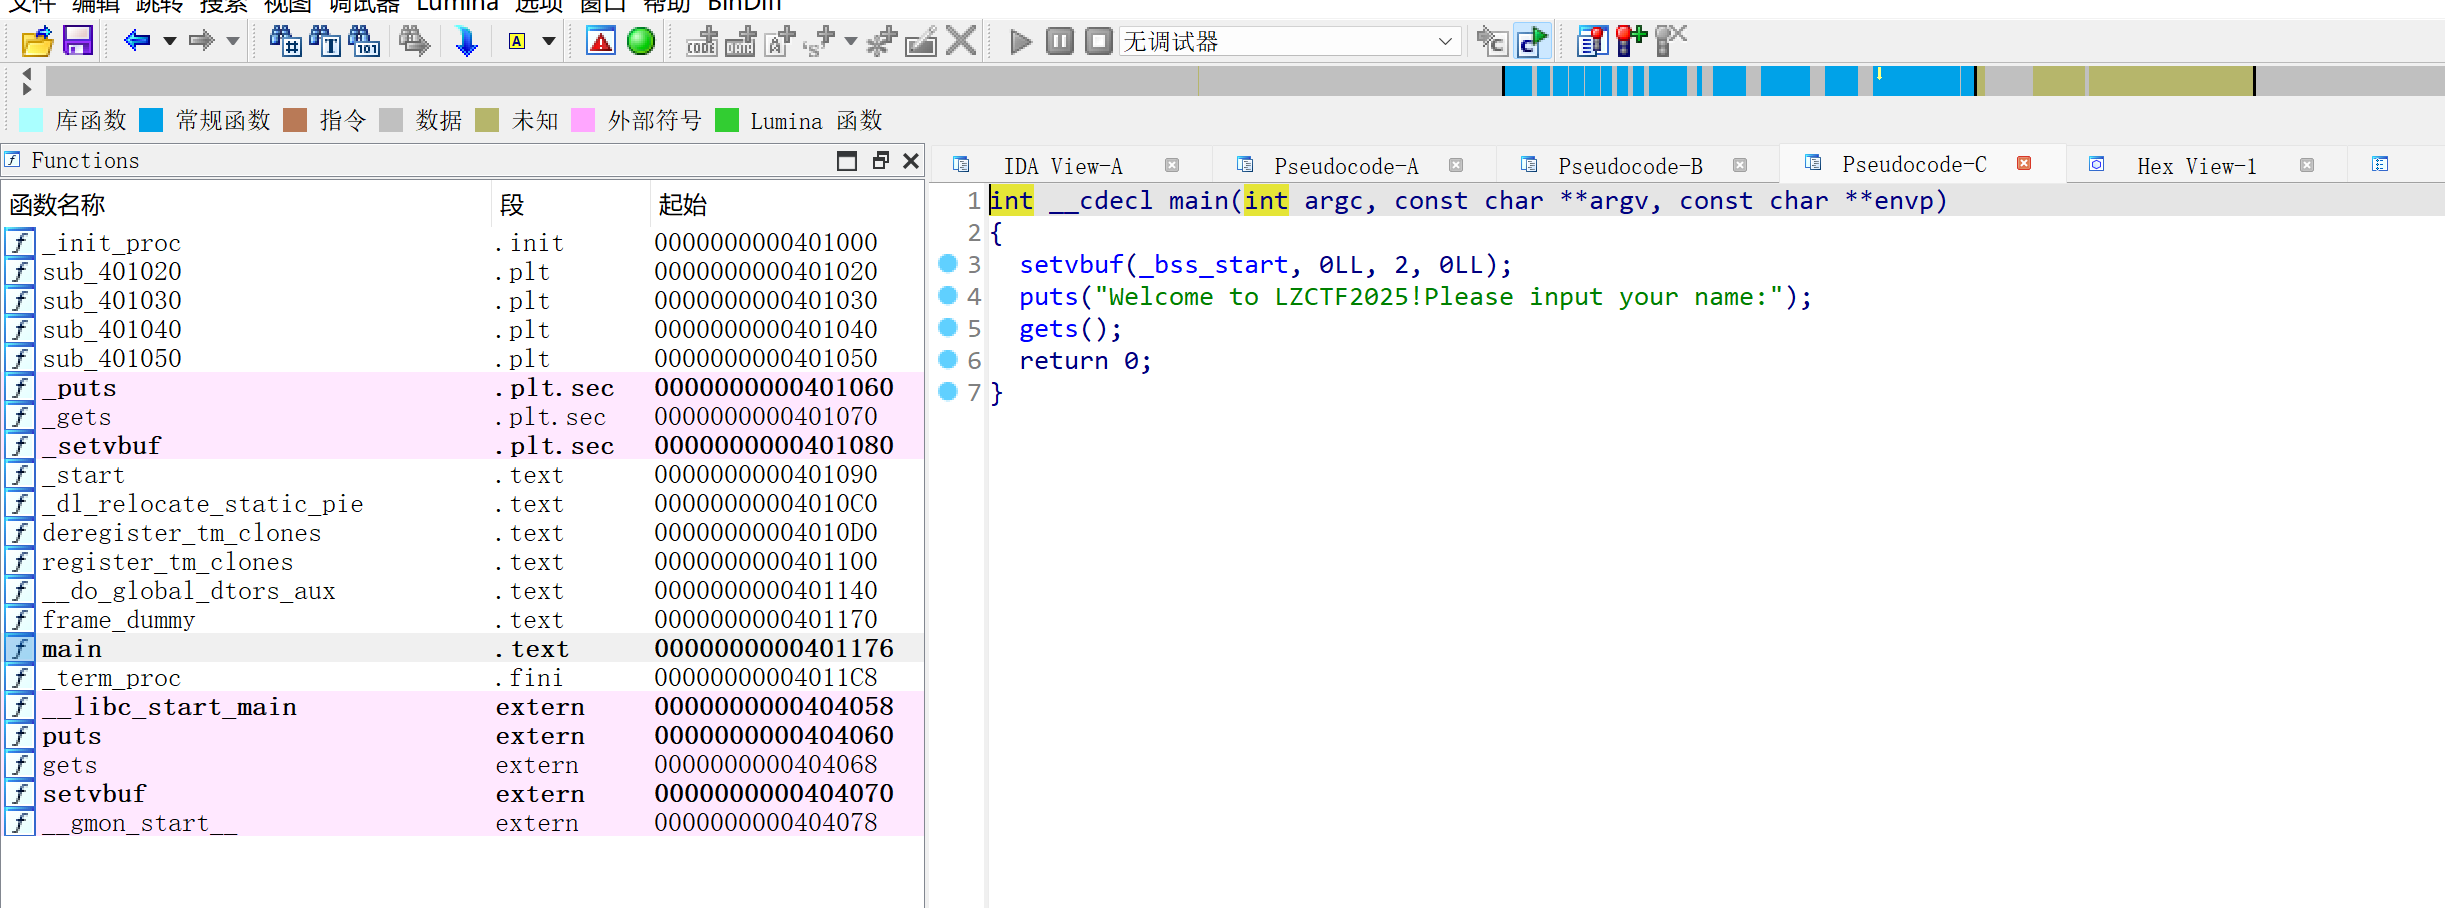 文件 编辑 跳转 搜索 视图 调试器 Lumina 选项 窗口 帮助 BinDiff
无调试器
库函数 常规函数 指令 数据 未知 外部符号 Lumina 函数
Functions
函数名称 段 起始
_init_proc .init 0000000000401000
sub_401020 .plt 0000000000401020
sub_401030 .plt 0000000000401030
sub_401040 .plt 0000000000401040
sub_401050 .plt 0000000000401050
_puts .plt.sec 0000000000401060
_gets .plt.sec 0000000000401070
_setvbuf .plt.sec 0000000000401080
_start .text 0000000000401090
_dl_relocate_static_pie .text 00000000004010C0
deregister_tm_clones .text 00000000004010D0
register_tm_clones .text 0000000000401100
__do_global_dtors_aux .text 0000000000401140
frame_dummy .text 0000000000401170
main .text 0000000000401176
_term_proc .fini 00000000004011C8
__libc_start_main extern 0000000000404058
puts extern 0000000000404060
gets extern 0000000000404068
setvbuf extern 0000000000404070
__gmon_start__ extern 0000000000404078
IDA View-A Pseudocode-A Pseudocode-B Pseudocode-C Hex View-1
1 int __cdecl main(int argc, const char **argv, const char **envp)
2 {
3 setvbuf(_bss_start, 0LL, 2, 0LL);
4 puts("Welcome to LZCTF2025!Please input your name:");
5 gets();
6 return 0;
7 }